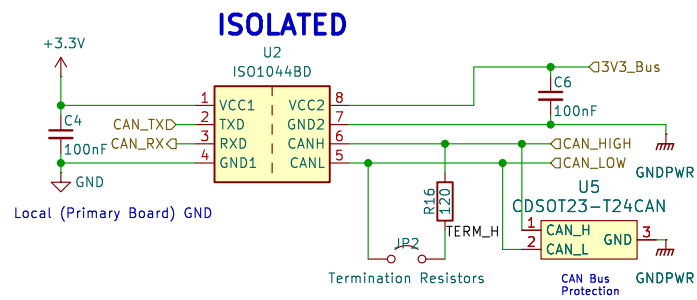 ISOLATED
+3.3V
U2
ISO1044BD
3V3_Bus
C6
100nF
1 VCC1 VCC2 8
C4
100nF
CAN_TX 2 TXD GND2 7
CAN_RX 3 RXD CANH 6 CAN_HIGH
4 GND1 CANL 5 CAN_LOW
GND
GNDPWR
Local (Primary Board) GND
R16
120
U5
CDSOT23-T24CAN
TERM_H
1 CAN_H
2 CAN_L
GND 3
JP2
Termination Resistors
CAN Bus
Protection
GNDPWR